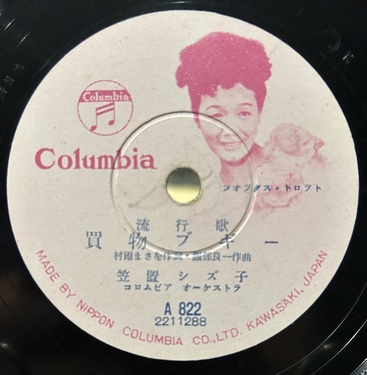 Columbia
Columbia
フオツクス・トロツト
流行歌
買物ブギー
村雨まさを作詞・服部良一作曲
笠置シズ子
コロムビア オーケストラ
A 822
2211288
MADE BY NIPPON COLUMBIA CO.,LTD. KAWASAKI, JAPAN